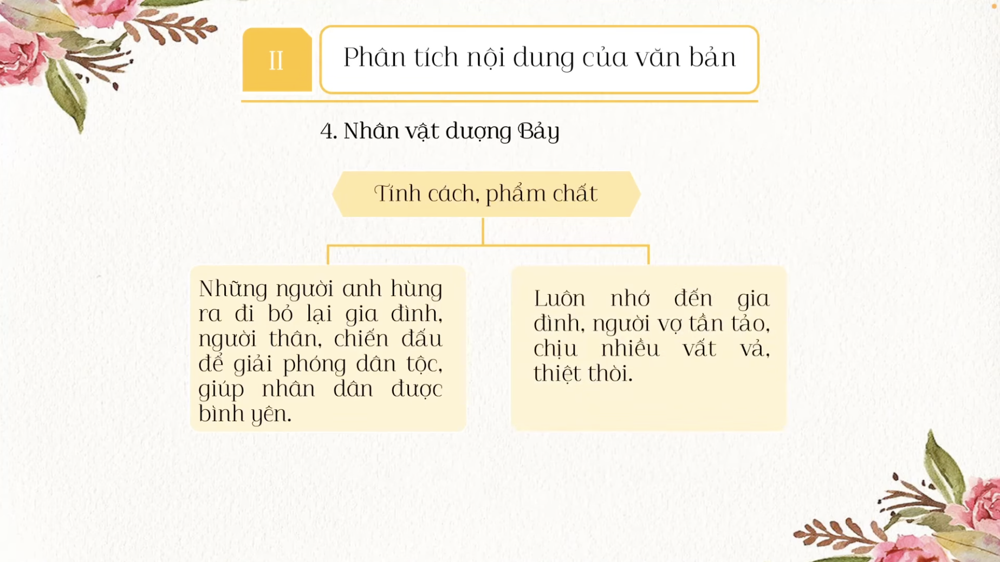 II
Phân tích nội dung của văn bản
4. Nhân vật dượng Bảy
Tính cách, phẩm chất
Những người anh hùng
ra đi bỏ lại gia đình,
người thân, chiến đấu
để giải phóng dân tộc,
giúp nhân dân được
bình yên.
Luôn nhớ đến gia
đình, người vợ tần tảo,
chịu nhiều vất vả,
thiệt thòi.